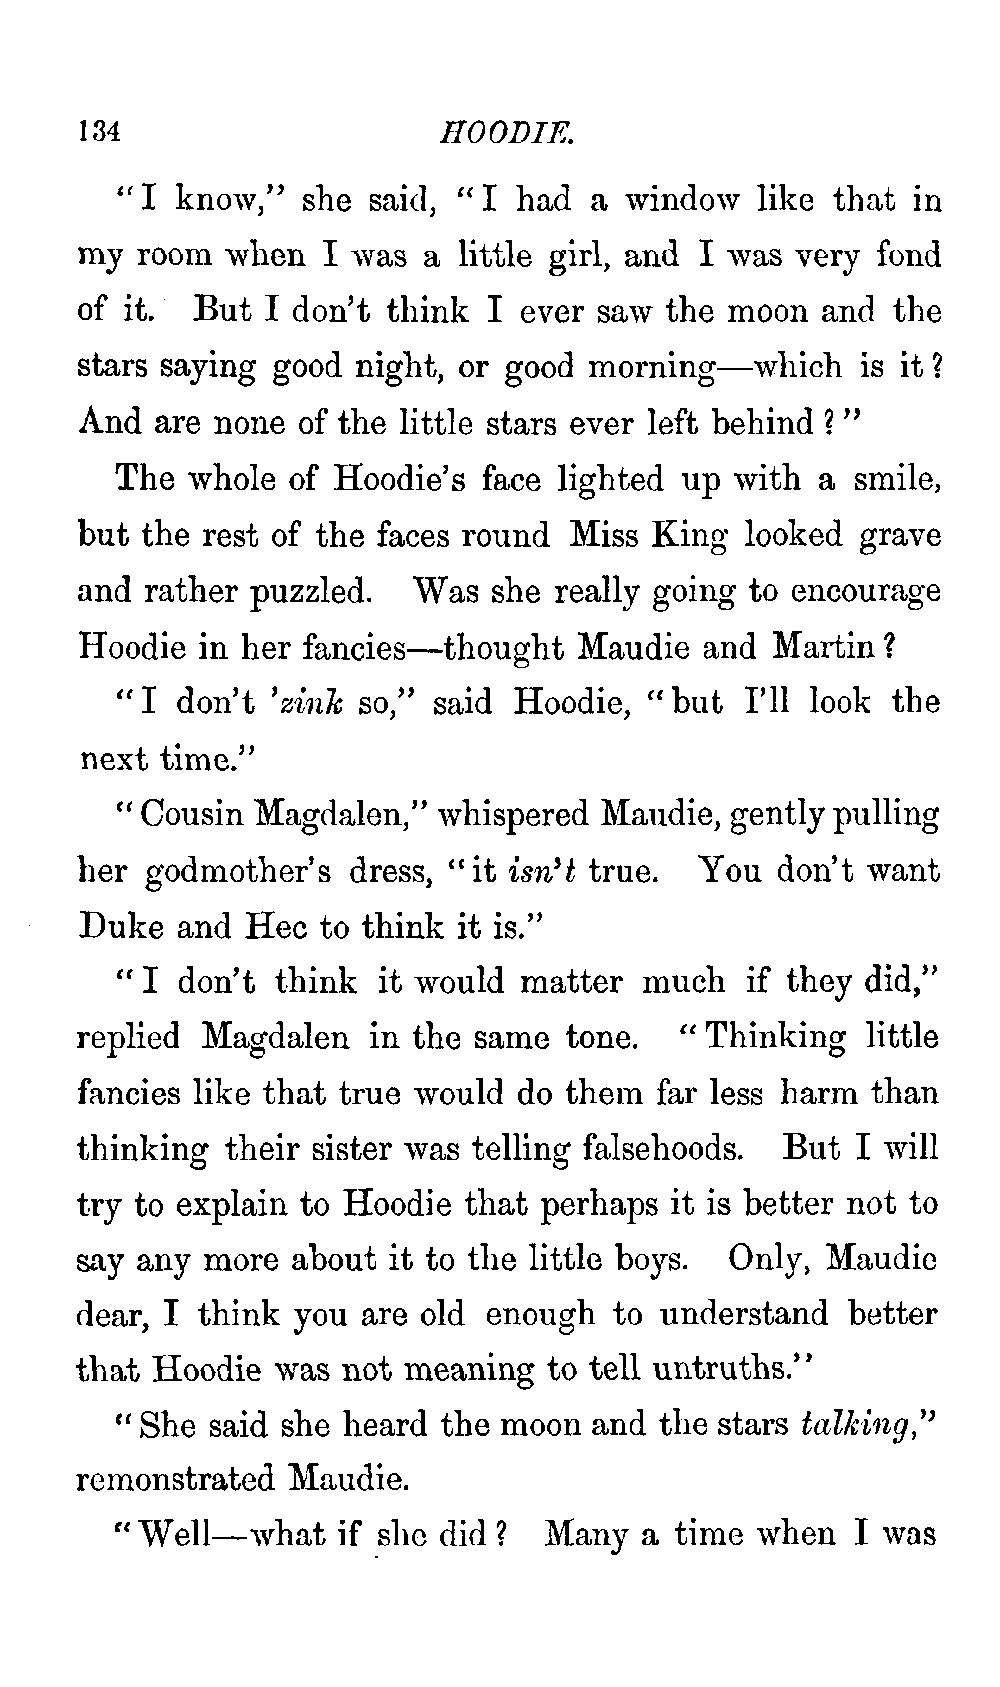 134 HOODIE.
“I know,” she said, “I had a window like that in
my room when I was a little girl, and I was very fond
of it. But I don’t think I ever saw the moon and the
stars saying good night, or good morning—which is it?
And are none of the little stars ever left behind?”
The whole of Hoodie’s face lighted up with a smile,
but the rest of the faces round Miss King looked grave
and rather puzzled. Was she really going to encourage
Hoodie in her fancies—thought Maudie and Martin?
“I don’t ’zink so,” said Hoodie, “but I’ll look the
next time.”
“Cousin Magdalen,” whispered Maudie, gently pulling
her godmother’s dress, “it isn’t true. You don’t want
Duke and Hec to think it is.”
“I don’t think it would matter much if they did,”
replied Magdalen in the same tone. “Thinking little
fancies like that true would do them far less harm than
thinking their sister was telling falsehoods. But I will
try to explain to Hoodie that perhaps it is better not to
say any more about it to the little boys. Only, Maudie
dear, I think you are old enough to understand better
that Hoodie was not meaning to tell untruths.”
“She said she heard the moon and the stars talking,”
remonstrated Maudie.
“Well—what if she did? Many a time when I was